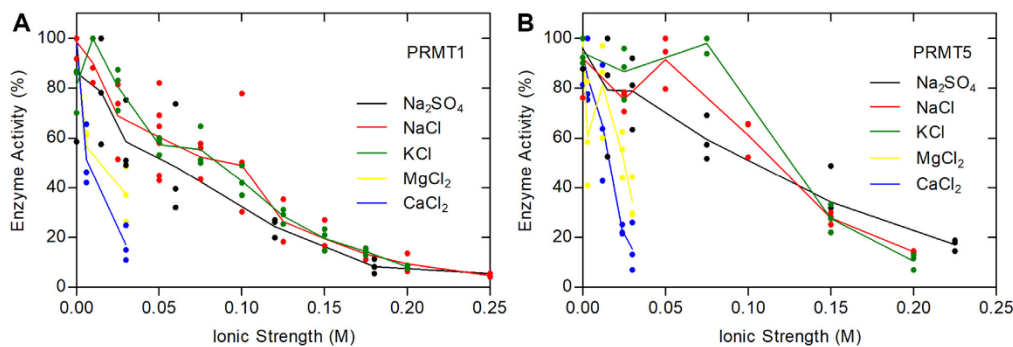 A
PRMT1
Enzyme Activity (%)
100
80
60
40
20
0
Na₂SO₄
NaCl
KCl
MgCl₂
CaCl₂
0.00
0.05
0.10
0.15
0.20
0.25
Ionic Strength (M)
B
PRMT5
Enzyme Activity (%)
100
80
60
40
20
0
Na₂SO₄
NaCl
KCl
MgCl₂
CaCl₂
0.00
0.05
0.10
0.15
0.20
0.25
Ionic Strength (M)